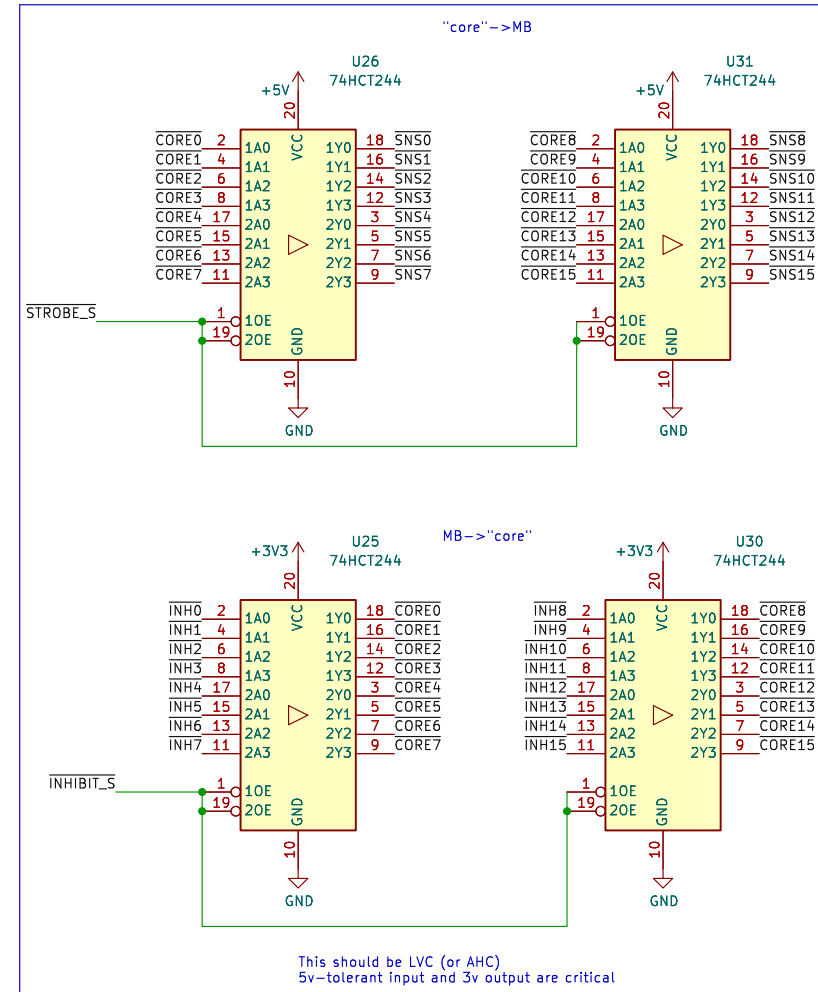 "core"->MB
U26
74HCT244
+5V
20
VCC
CORE0 2 1A0 1Y0 18 SNS0
CORE1 4 1A1 1Y1 16 SNS1
CORE2 6 1A2 1Y2 14 SNS2
CORE3 8 1A3 1Y3 12 SNS3
CORE4 17 2A0 2Y0 3 SNS4
CORE5 15 2A1 2Y1 5 SNS5
CORE6 13 2A2 2Y2 7 SNS6
CORE7 11 2A3 2Y3 9 SNS7
STROBE_S 1 1OE
19 2OE
GND
10
GND
U31
74HCT244
+5V
20
VCC
CORE8 2 1A0 1Y0 18 SNS8
CORE9 4 1A1 1Y1 16 SNS9
CORE10 6 1A2 1Y2 14 SNS10
CORE11 8 1A3 1Y3 12 SNS11
CORE12 17 2A0 2Y0 3 SNS12
CORE13 15 2A1 2Y1 5 SNS13
CORE14 13 2A2 2Y2 7 SNS14
CORE15 11 2A3 2Y3 9 SNS15
1 1OE
19 2OE
GND
10
GND
MB->"core"
U25
74HCT244
+3V3
20
VCC
INH0 2 1A0 1Y0 18 CORE0
INH1 4 1A1 1Y1 16 CORE1
INH2 6 1A2 1Y2 14 CORE2
INH3 8 1A3 1Y3 12 CORE3
INH4 17 2A0 2Y0 3 CORE4
INH5 15 2A1 2Y1 5 CORE5
INH6 13 2A2 2Y2 7 CORE6
INH7 11 2A3 2Y3 9 CORE7
INHIBIT_S 1 1OE
19 2OE
GND
10
GND
U30
74HCT244
+3V3
20
VCC
INH8 2 1A0 1Y0 18 CORE8
INH9 4 1A1 1Y1 16 CORE9
INH10 6 1A2 1Y2 14 CORE10
INH11 8 1A3 1Y3 12 CORE11
INH12 17 2A0 2Y0 3 CORE12
INH13 15 2A1 2Y1 5 CORE13
INH14 13 2A2 2Y2 7 CORE14
INH15 11 2A3 2Y3 9 CORE15
1 1OE
19 2OE
GND
10
GND
This should be LVC (or AHC)
5v-tolerant input and 3v output are critical